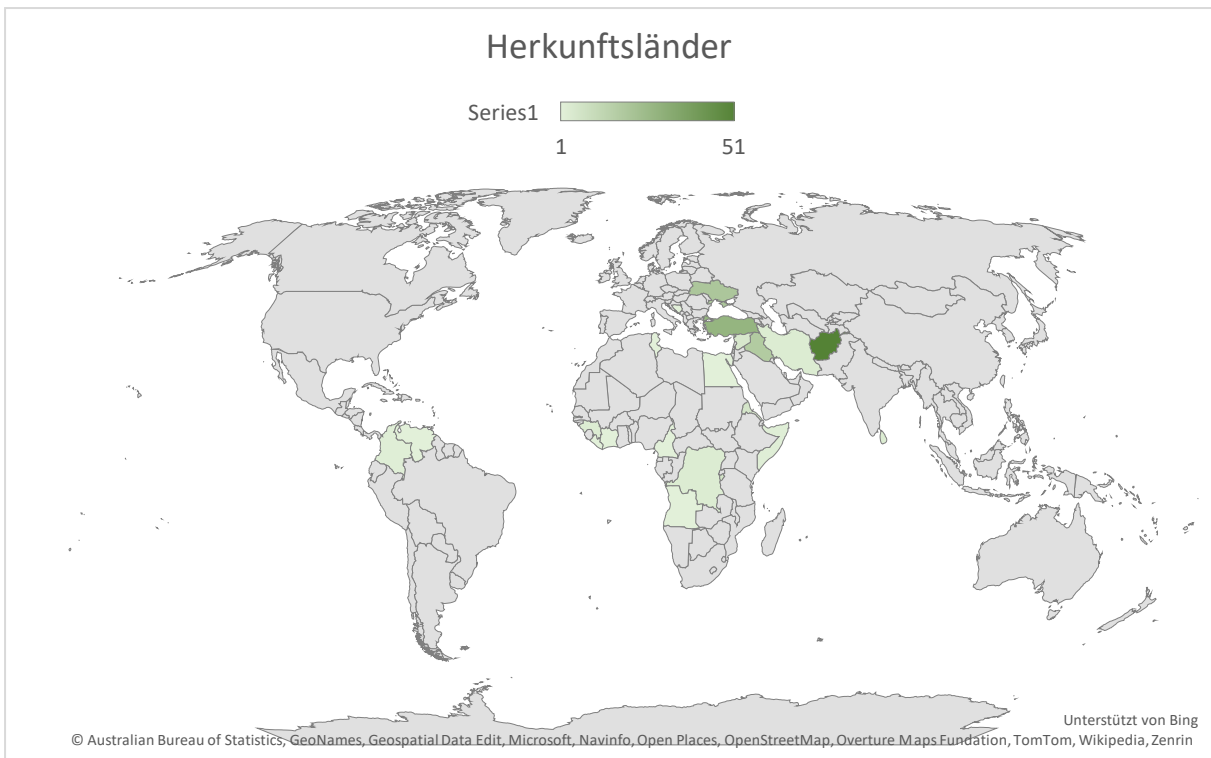 Herkunftsländer
Series1
1 51
Unterstützt von Bing
© Australian Bureau of Statistics, GeoNames, Geospatial Data Edit, Microsoft, Navinfo, Open Places, OpenStreetMap, Overture Maps Fundation, TomTom, Wikipedia, Zenrin